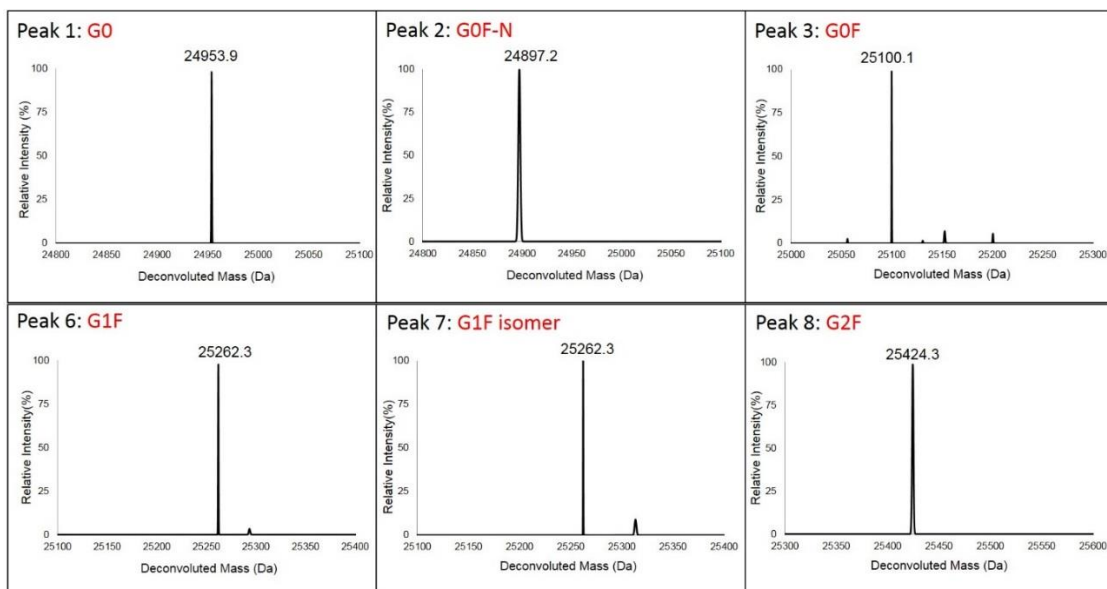 Peak 1: G0
24953.9
Relative Intensity (%)
100
75
50
25
0
24800 24850 24900 24950 25000 25050 25100
Deconvoluted Mass (Da)
Peak 2: G0F-N
24897.2
Relative Intensity(%)
100
75
50
25
0
24800 24850 24900 24950 25000 25050 25100
Deconvoluted Mass (Da)
Peak 3: G0F
25100.1
Relative Intensity(%)
100
75
50
25
0
25000 25050 25100 25150 25200 25250 25300
Deconvoluted Mass (Da)
Peak 6: G1F
25262.3
Relative Intensity(%)
100
75
50
25
0
25100 25150 25200 25250 25300 25350 25400
Deconvoluted Mass (Da)
Peak 7: G1F isomer
25262.3
Relative Intensity(%)
100
75
50
25
0
25100 25150 25200 25250 25300 25350 25400
Deconvoluted Mass (Da)
Peak 8: G2F
25424.3
Relative Intensity(%)
100
75
50
25
0
25300 25350 25400 25450 25500 25550 25600
Deconvoluted Mass (Da)